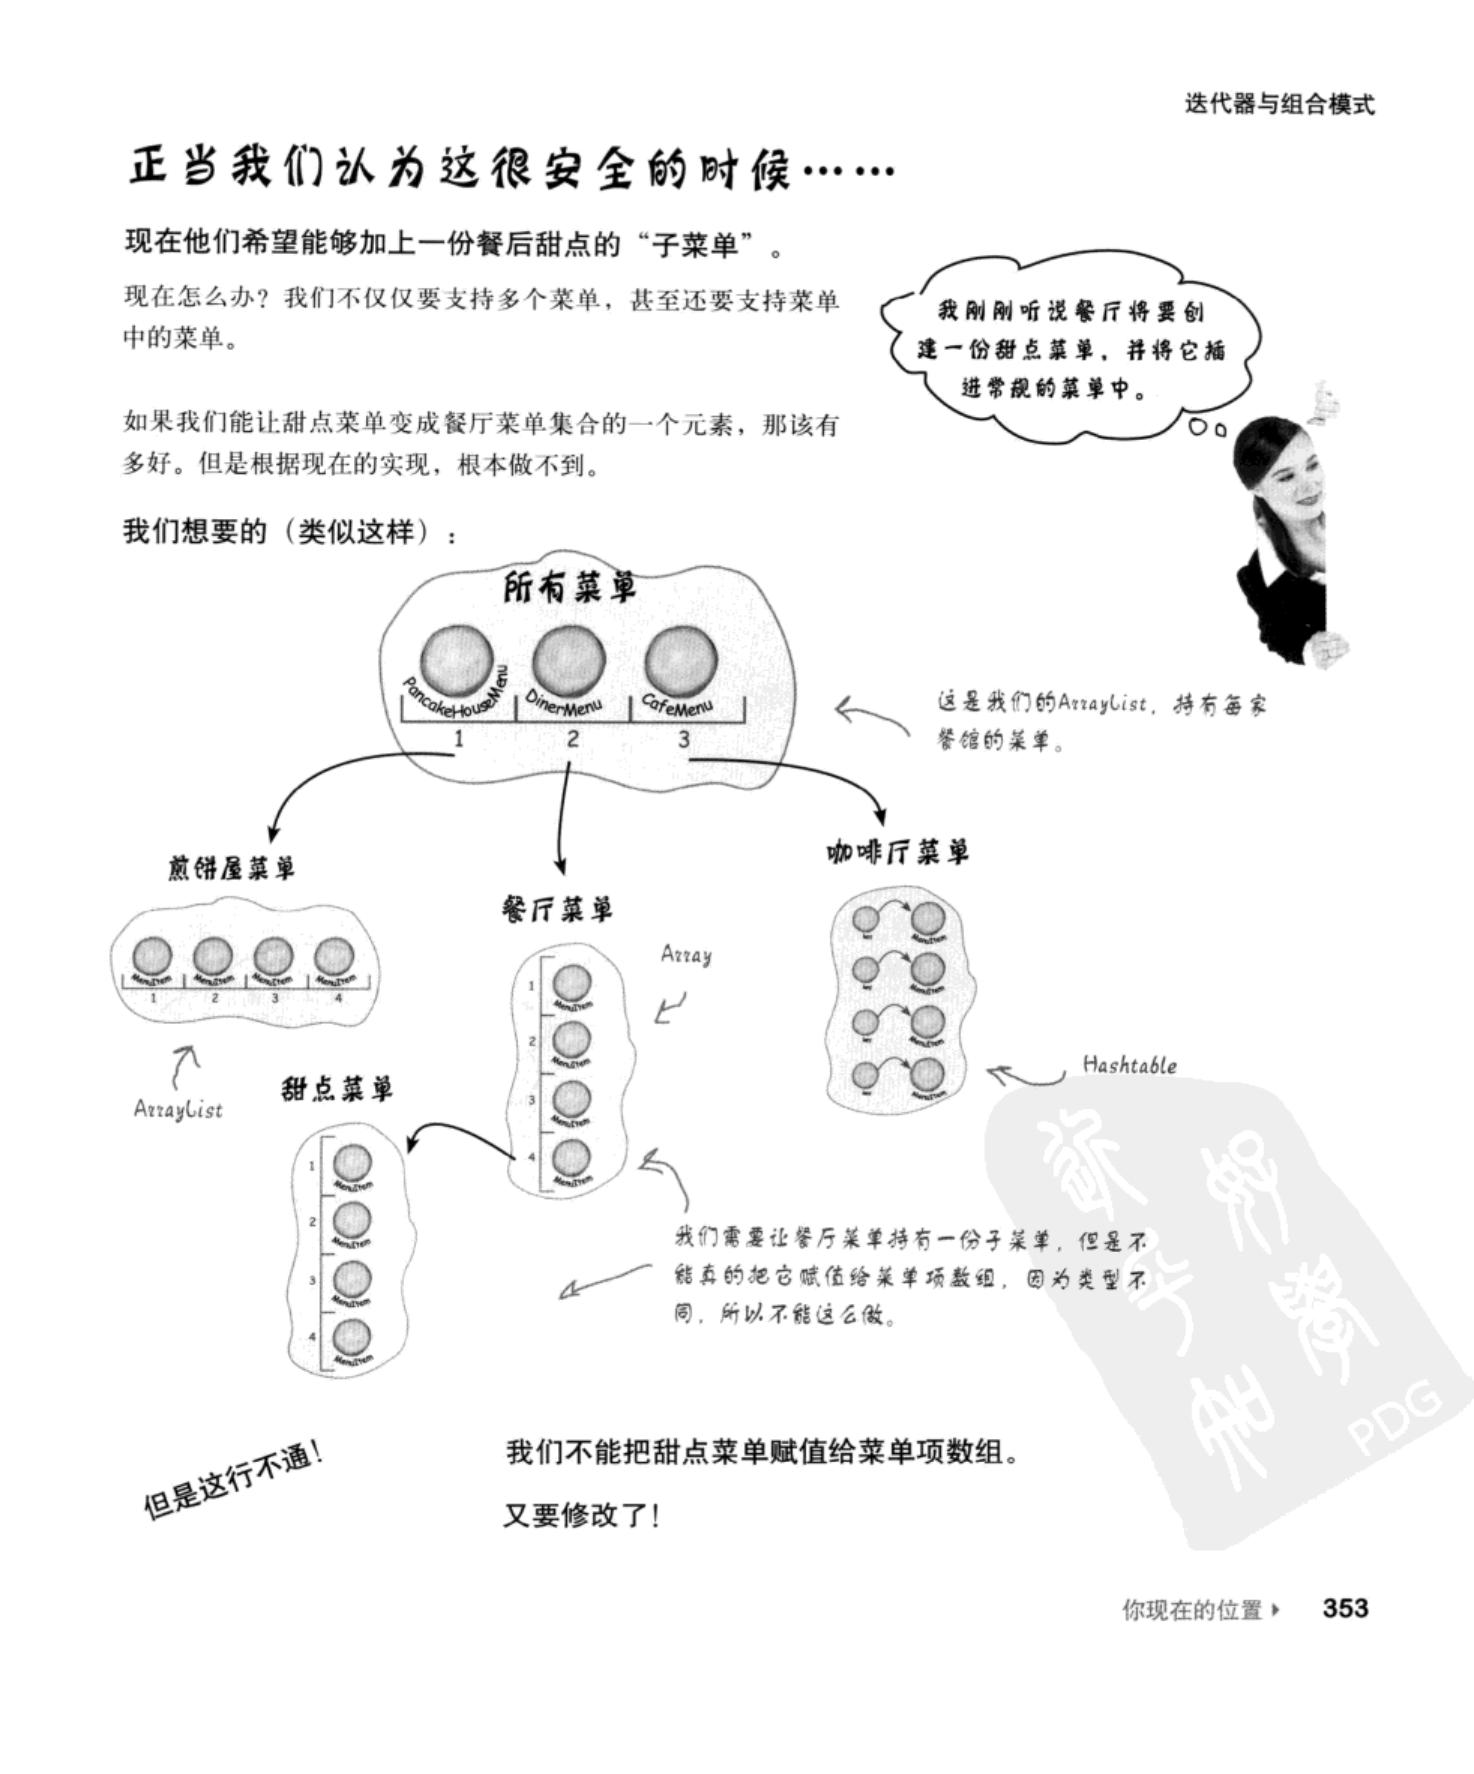 迭代器与组合模式
正当我们认为这很安全的时候……
现在他们希望能够加上一份餐后甜点的“子菜单”。
现在怎么办？我们不仅仅要支持多个菜单，甚至还要支持菜单
中的菜单。
我刚刚听说餐厅将要创
建一份甜点菜单，并将它插
进常规的菜单中。
如果我们能让甜点菜单变成餐厅菜单集合的一个元素，那该有
多好。但是根据现在的实现，根本做不到。
我们想要的（类似这样）：
所有菜单
PancakeHouseMenu
DinerMenu
CafeMenu
1
2
3
这是我们的ArrayList，持有每家
餐馆的菜单。
煎饼屋菜单
MenuItem
MenuItem
MenuItem
MenuItem
1
2
3
4
ArrayList
餐厅菜单
Array
1
MenuItem
2
MenuItem
3
MenuItem
4
MenuItem
咖啡厅菜单
key
MenuItem
key
MenuItem
key
MenuItem
key
MenuItem
Hashtable
甜点菜单
1
MenuItem
2
MenuItem
3
MenuItem
4
MenuItem
我们需要让餐厅菜单持有一份子菜单，但是不
能真的把它赋值给菜单项数组，因为类型不
同，所以不能这么做。
但是这行不通！
我们不能把甜点菜单赋值给菜单项数组。
又要修改了！
PDG
你现在的位置
353